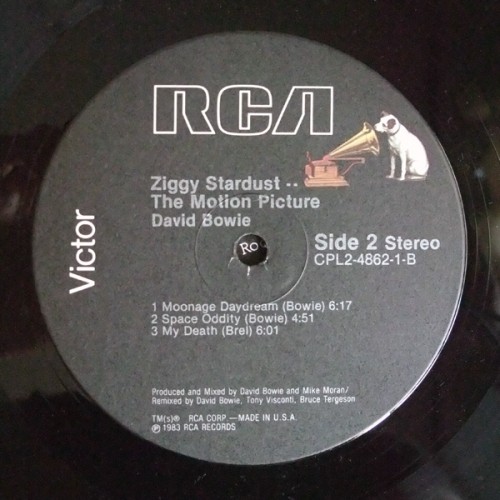 RCA
Victor
Ziggy Stardust --
The Motion Picture
David Bowie
Side 2 Stereo
CPL2-4862-1-B
Ro
1 Moonage Daydream (Bowie) 6:17
2 Space Oddity (Bowie) 4:51
3 My Death (Brel) 6:01
Produced and Mixed by David Bowie and Mike Moran/
Remixed by David Bowie, Tony Visconti, Bruce Tergeson
TM(s)® RCA CORP.—MADE IN U.S.A.
℗1983 RCA RECORDS